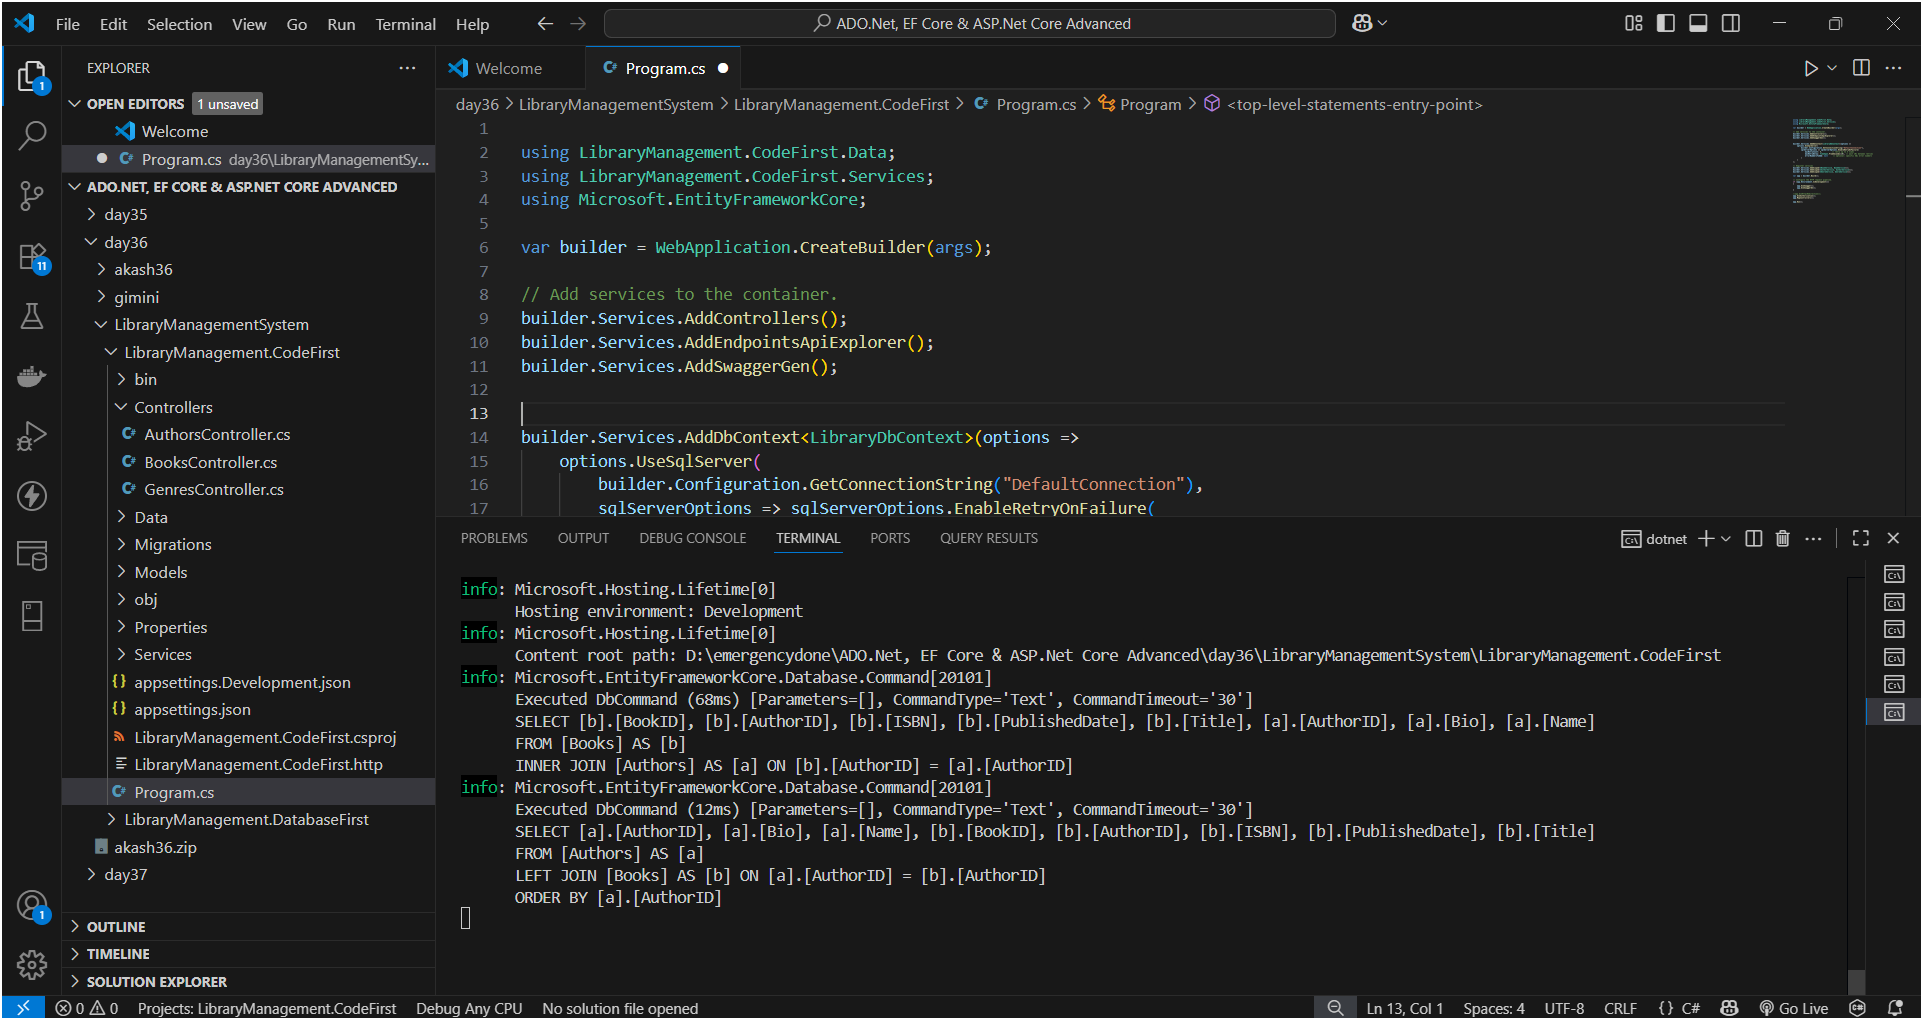 File Edit Selection View Go Run Terminal Help
ADO.Net, EF Core & ASP.Net Core Advanced
EXPLORER
OPEN EDITORS 1 unsaved
Welcome
Program.cs day36\LibraryManagementSy...
ADO.NET, EF CORE & ASP.NET CORE ADVANCED
day35
day36
akash36
gimini
LibraryManagementSystem
LibraryManagement.CodeFirst
bin
Controllers
AuthorsController.cs
BooksController.cs
GenresController.cs
Data
Migrations
Models
obj
Properties
Services
appsettings.Development.json
appsettings.json
LibraryManagement.CodeFirst.csproj
LibraryManagement.CodeFirst.http
Program.cs
LibraryManagement.DatabaseFirst
akash36.zip
day37
OUTLINE
TIMELINE
SOLUTION EXPLORER
1
11
1
Welcome Program.cs
day36 > LibraryManagementSystem > LibraryManagement.CodeFirst > Program.cs > Program > <top-level-statements-entry-point>
1
2 using LibraryManagement.CodeFirst.Data;
3 using LibraryManagement.CodeFirst.Services;
4 using Microsoft.EntityFrameworkCore;
5
6 var builder = WebApplication.CreateBuilder(args);
7
8 // Add services to the container.
9 builder.Services.AddControllers();
10 builder.Services.AddEndpointsApiExplorer();
11 builder.Services.AddSwaggerGen();
12
13
14 builder.Services.AddDbContext<LibraryDbContext>(options =>
15 options.UseSqlServer(
16 builder.Configuration.GetConnectionString("DefaultConnection"),
17 sqlServerOptions => sqlServerOptions.EnableRetryOnFailure(
PROBLEMS OUTPUT DEBUG CONSOLE TERMINAL PORTS QUERY RESULTS
dotnet
info: Microsoft.Hosting.Lifetime[0]
Hosting environment: Development
info: Microsoft.Hosting.Lifetime[0]
Content root path: D:\emergencydone\ADO.Net, EF Core & ASP.Net Core Advanced\day36\LibraryManagementSystem\LibraryManagement.CodeFirst
info: Microsoft.EntityFrameworkCore.Database.Command[20101]
Executed DbCommand (68ms) [Parameters=[], CommandType='Text', CommandTimeout='30']
SELECT [b].[BookID], [b].[AuthorID], [b].[ISBN], [b].[PublishedDate], [b].[Title], [a].[AuthorID], [a].[Bio], [a].[Name]
FROM [Books] AS [b]
INNER JOIN [Authors] AS [a] ON [b].[AuthorID] = [a].[AuthorID]
info: Microsoft.EntityFrameworkCore.Database.Command[20101]
Executed DbCommand (12ms) [Parameters=[], CommandType='Text', CommandTimeout='30']
SELECT [a].[AuthorID], [a].[Bio], [a].[Name], [b].[BookID], [b].[AuthorID], [b].[ISBN], [b].[PublishedDate], [b].[Title]
FROM [Authors] AS [a]
LEFT JOIN [Books] AS [b] ON [a].[AuthorID] = [b].[AuthorID]
ORDER BY [a].[AuthorID]
0 0 Projects: LibraryManagement.CodeFirst Debug Any CPU No solution file opened Ln 13, Col 1 Spaces: 4 UTF-8 CRLF {} C# Go Live